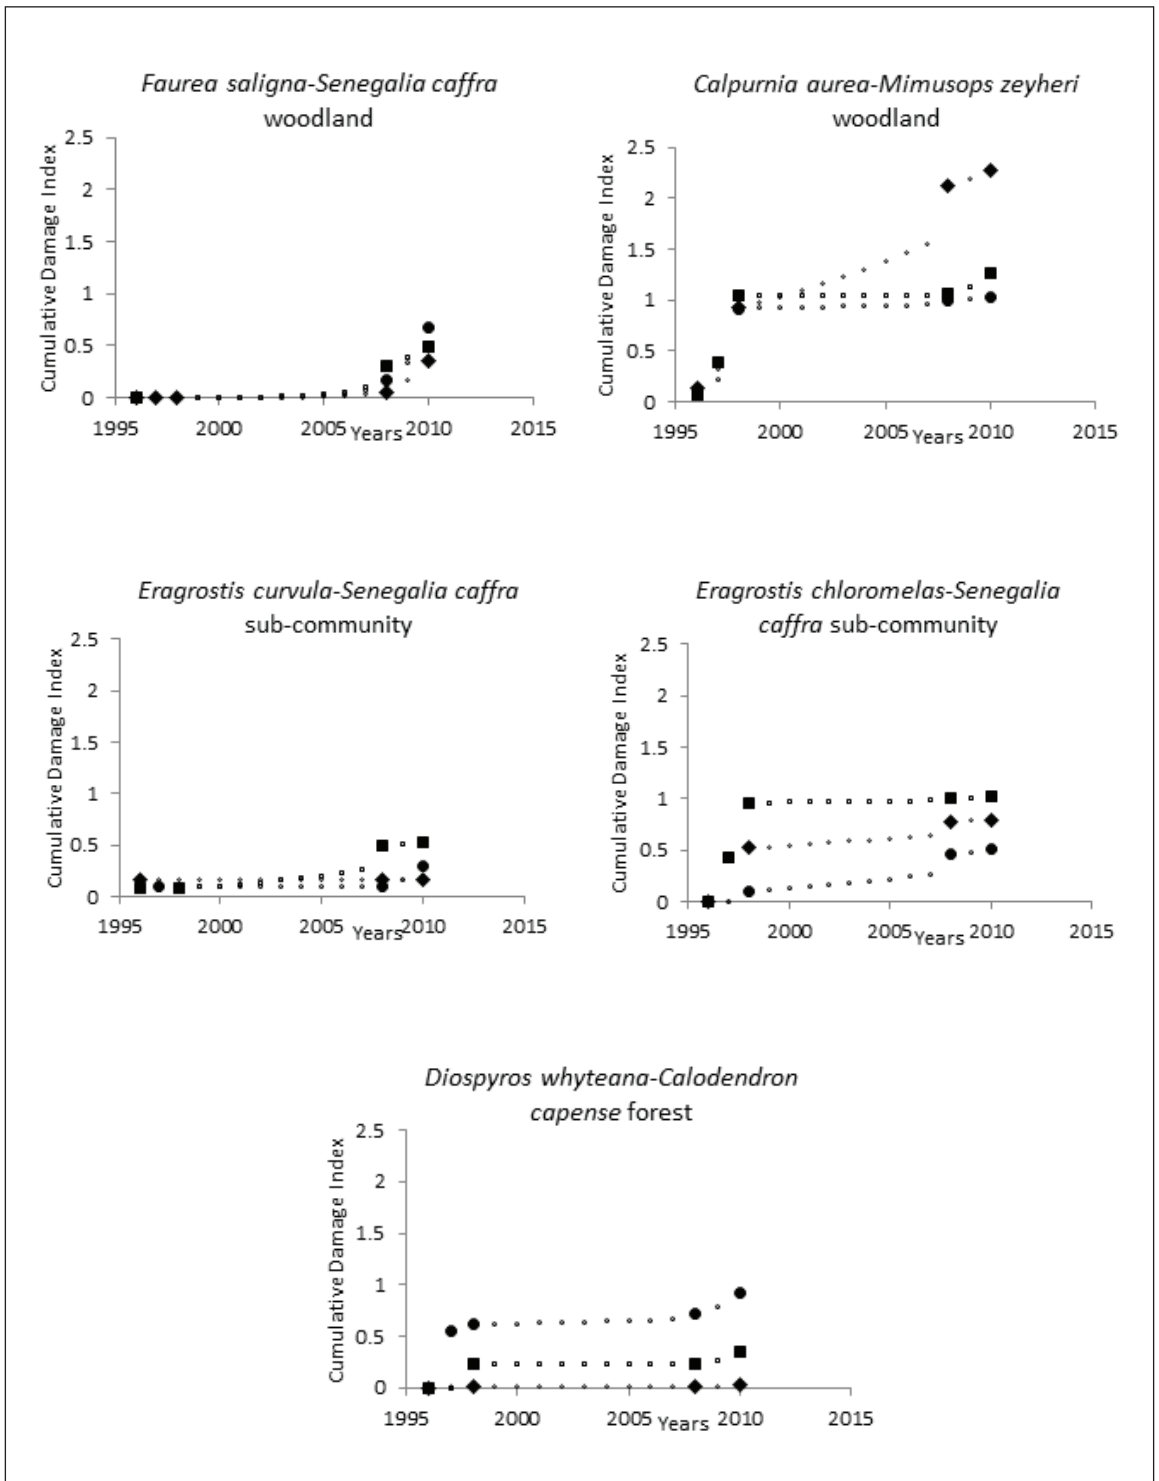 Faurea saligna-Senegalia caffra
woodland
Cumulative Damage Index
2.5
2
1.5
1
0.5
0
1995 2000 2005 Years 2010 2015
Calpurnia aurea-Mimusops zeyheri
woodland
Cumulative Damage Index
2.5
2
1.5
1
0.5
0
1995 2000 2005 Years 2010 2015
Eragrostis curvula-Senegalia caffra
sub-community
Cumulative Damage Index
2.5
2
1.5
1
0.5
0
1995 2000 2005 Years 2010 2015
Eragrostis chloromelas-Senegalia
caffra sub-community
Cumulative Damage Index
2.5
2
1.5
1
0.5
0
1995 2000 2005 Years 2010 2015
Diospyros whyteana-Calodendron
capense forest
Cumulative Damage Index
2.5
2
1.5
1
0.5
0
1995 2000 2005 Years 2010 2015